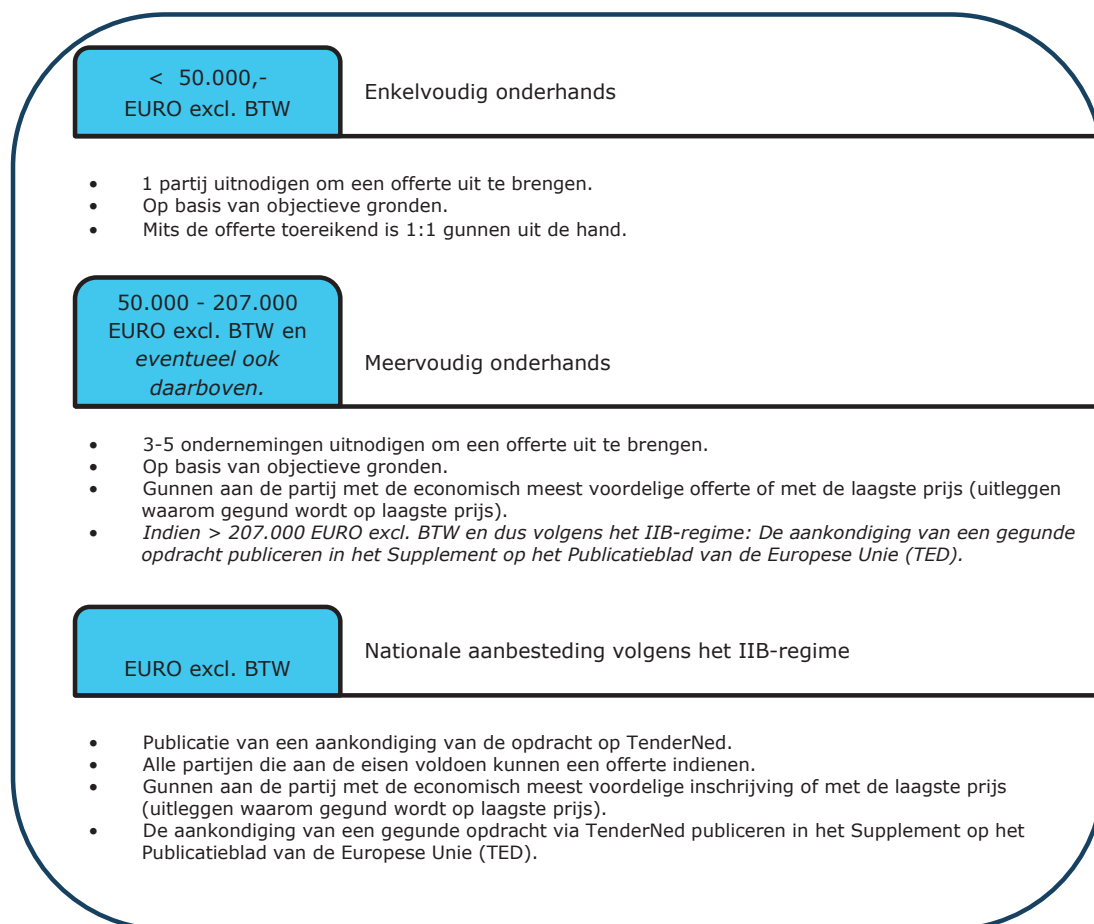 < 50.000,-
EURO excl. BTW
Enkelvoudig onderhands
• 1 partij uitnodigen om een offerte uit te brengen.
• Op basis van objectieve gronden.
• Mits de offerte toereikend is 1:1 gunnen uit de hand.
50.000 - 207.000
EURO excl. BTW en
eventueel ook
daarboven.
Meervoudig onderhands
• 3-5 ondernemingen uitnodigen om een offerte uit te brengen.
• Op basis van objectieve gronden.
• Gunnen aan de partij met de economisch meest voordelige offerte of met de laagste prijs (uitleggen
waarom gegund wordt op laagste prijs).
• Indien > 207.000 EURO excl. BTW en dus volgens het IIB-regime: De aankondiging van een gegunde
opdracht publiceren in het Supplement op het Publicatieblad van de Europese Unie (TED).
EURO excl. BTW
Nationale aanbesteding volgens het IIB-regime
• Publicatie van een aankondiging van de opdracht op TenderNed.
• Alle partijen die aan de eisen voldoen kunnen een offerte indienen.
• Gunnen aan de partij met de economisch meest voordelige inschrijving of met de laagste prijs
(uitleggen waarom gegund wordt op laagste prijs).
• De aankondiging van een gegunde opdracht via TenderNed publiceren in het Supplement op het
Publicatieblad van de Europese Unie (TED).